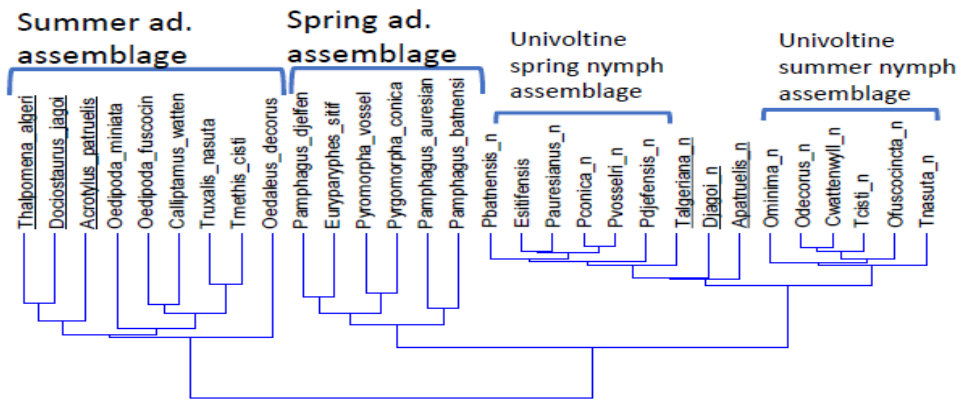 Summer ad.
assemblage
Spring ad.
assemblage
Univoltine
spring nymph
assemblage
Univoltine
summer nymph
assemblage
Thalpomena_algeri
Dociostaurus_jagoi
Acrotylus_patruelis
Oedipoda_miniata
Oedipoda_fuscocin
Calliptamus_watten
Truxalis_nasuta
Tmethis_cisti
Oedaleus_decorus
Pamphagus_djelfen
Euryparyphes_sitif
Pyromorpha_vossel
Pyrgomorpha_conica
Pamphagus_auresian
Pamphagus_batnensi
Pbatnensis_n
Esitifensis
Pauresianus_n
Pconica_n
Pvosselri_n
Pdjefensis_n
Talgeriana_n
Djagoi_n
Apatruelis_n
Ominima_n
Odecorus_n
Cwattenwyll_n
Tcisti_n
Ofuscocincta_n
Tnasuta_n